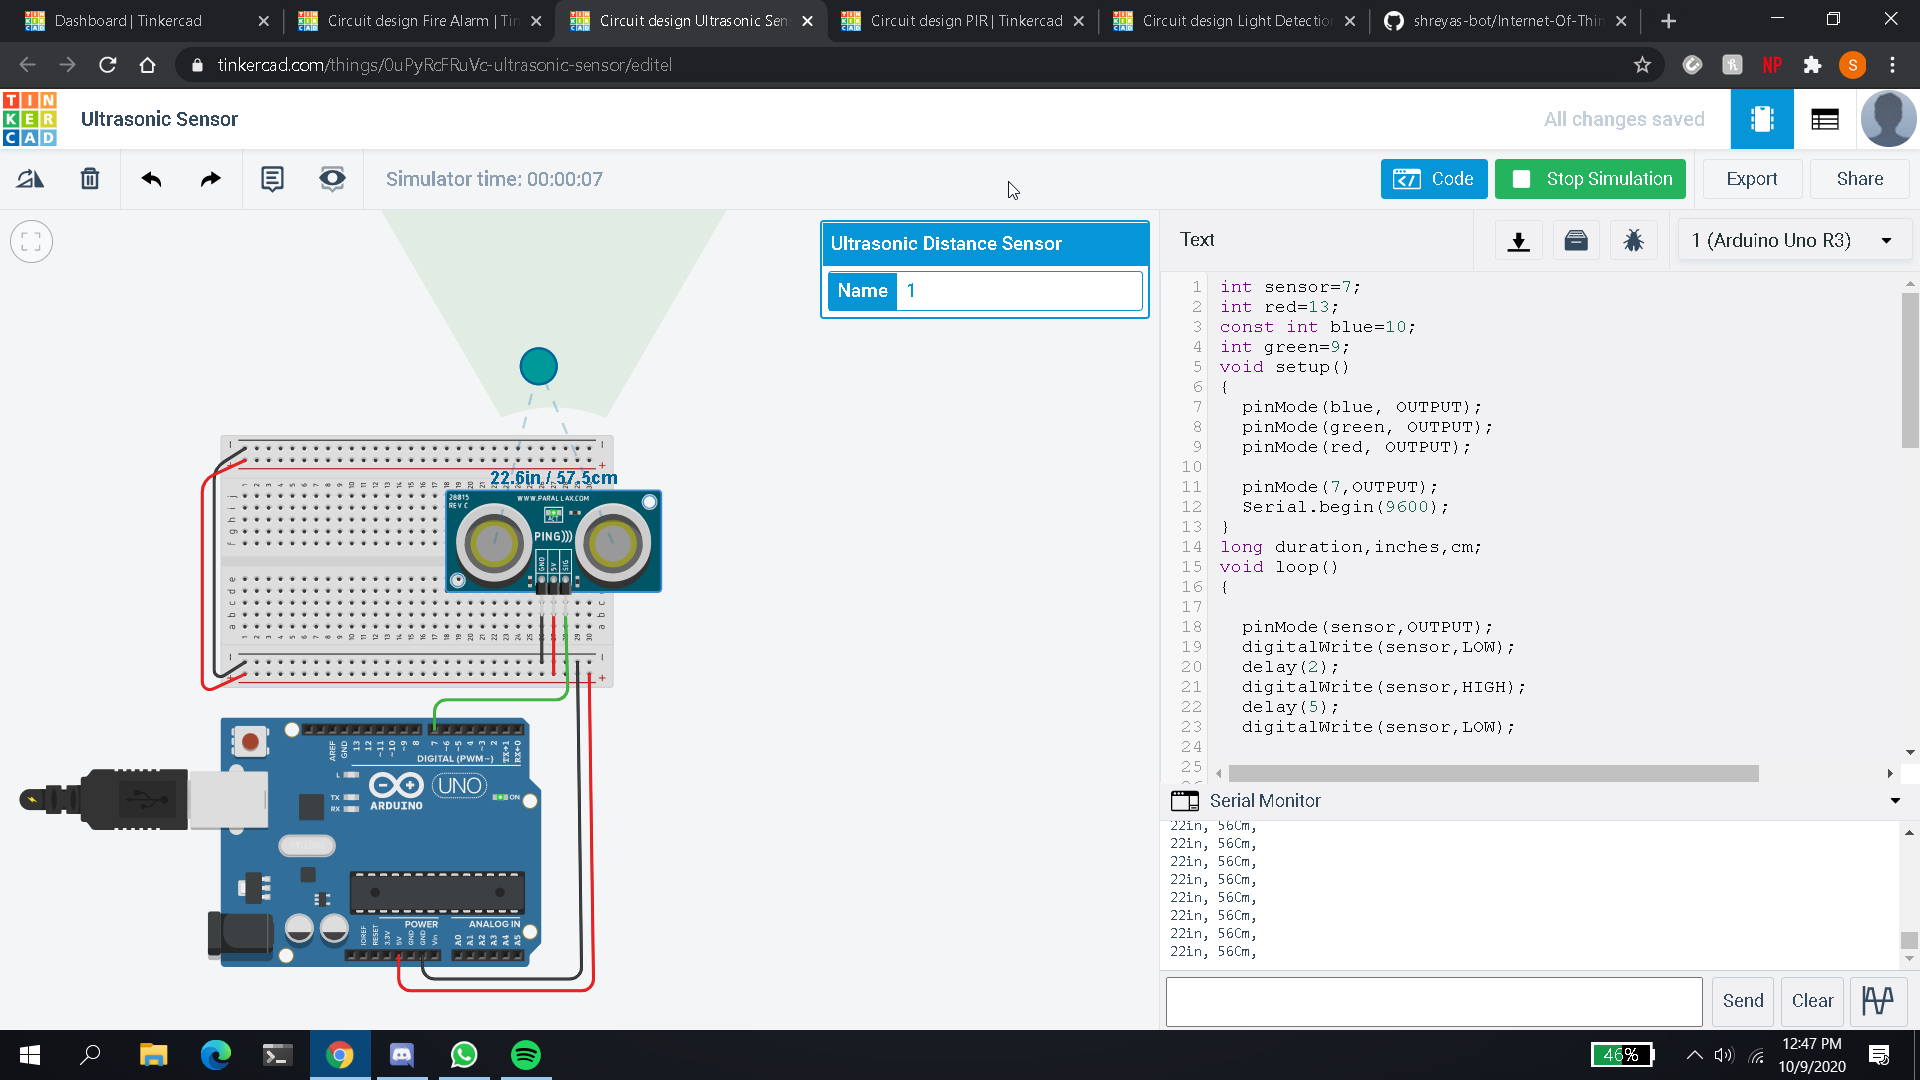 Dashboard | Tinkercad
Circuit design Fire Alarm | Tin
Circuit design Ultrasonic Sen
Circuit design PIR | Tinkercad
Circuit design Light Detectio
shreyas-bot/Internet-Of-Thin
tinkercad.com/things/0uPyRcFRuVc-ultrasonic-sensor/editel
NP
S
TIN
KER
CAD
Ultrasonic Sensor
All changes saved
Simulator time: 00:00:07
Code
Stop Simulation
Export
Share
Ultrasonic Distance Sensor
Name 1
Text
1 (Arduino Uno R3)
1 int sensor=7;
2 int red=13;
3 const int blue=10;
4 int green=9;
5 void setup()
6 {
7 pinMode(blue, OUTPUT);
8 pinMode(green, OUTPUT);
9 pinMode(red, OUTPUT);
10
11 pinMode(7,OUTPUT);
12 Serial.begin(9600);
13 }
14 long duration,inches,cm;
15 void loop()
16 {
17
18 pinMode(sensor,OUTPUT);
19 digitalWrite(sensor,LOW);
20 delay(2);
21 digitalWrite(sensor,HIGH);
22 delay(5);
23 digitalWrite(sensor,LOW);
24
25
22.6in / 57.5cm
28015
REV C
WWW.PARALLAX.COM
ACT
PING)))
GND
5V
SIG
AREF
GND
13
12
~11
~10
~9
8
7
~6
~5
4
~3
2
TX→1
RX←0
DIGITAL (PWM~)
L
TX
RX
ARDUINO
UNO
ON
POWER
ANALOG IN
IOREF
RESET
3.3V
5V
GND
GND
Vin
A0
A1
A2
A3
A4
A5
Serial Monitor
22in, 56Cm,
22in, 56Cm,
22in, 56Cm,
22in, 56Cm,
22in, 56Cm,
22in, 56Cm,
22in, 56Cm,
22in, 56Cm,
Send
Clear
46%
12:47 PM
10/9/2020